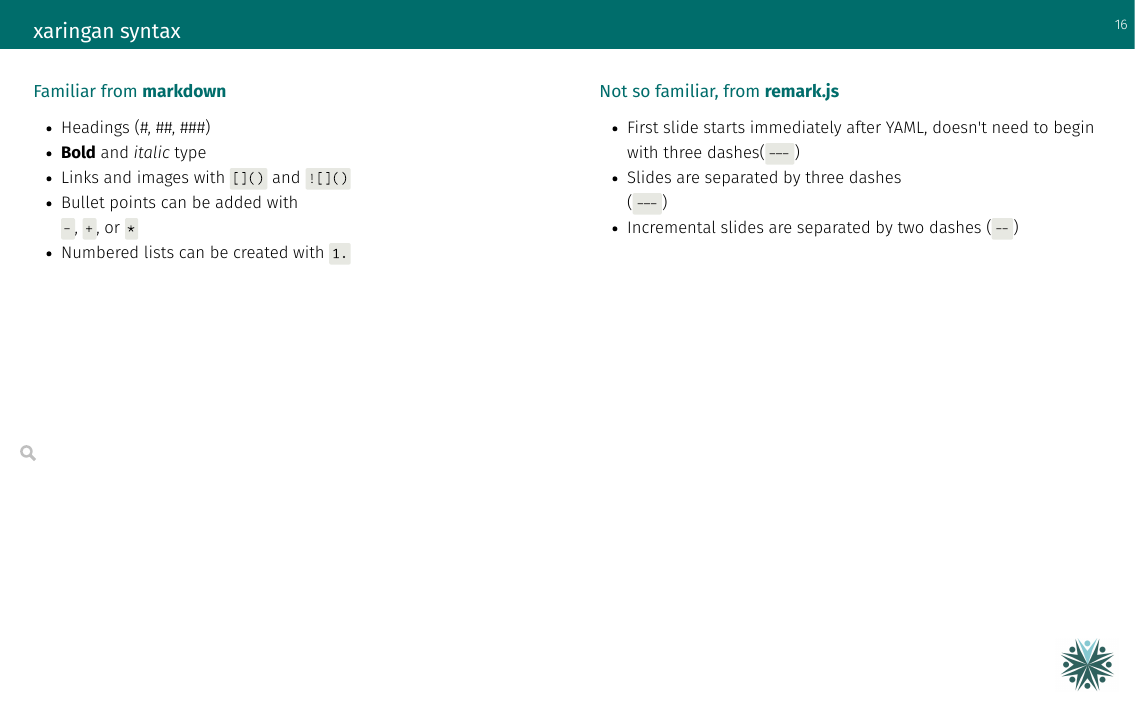 xaringan syntax
16
Familiar from markdown
• Headings (#, ##, ###)
• Bold and italic type
• Links and images with []() and ![]()
• Bullet points can be added with
-, +, or *
• Numbered lists can be created with 1.
Not so familiar, from remark.js
• First slide starts immediately after YAML, doesn't need to begin
with three dashes( --- )
• Slides are separated by three dashes
( --- )
• Incremental slides are separated by two dashes ( -- )